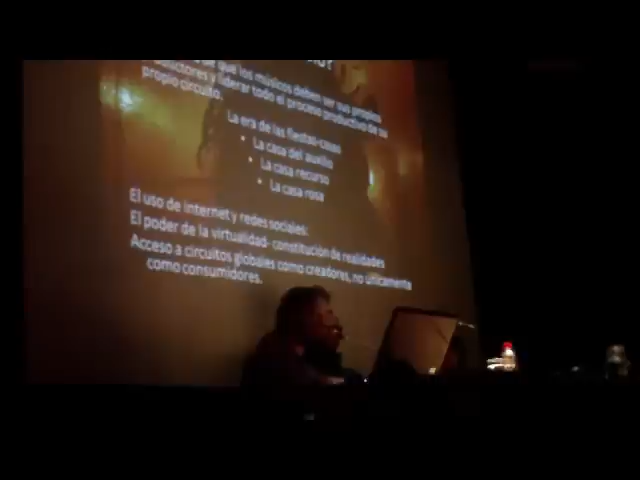 de que los músicos deben ser sus propios
productores y liderar todo el proceso productivo de su
propio circuito.
La era de las fiestas-casas
• La casa del auxilio
• La casa recurso
• La casa rosa
El uso de Internet y redes sociales:
El poder de la virtualidad- constitución de realidades
Acceso a circuitos globales como creadores, no únicamente
como consumidores.